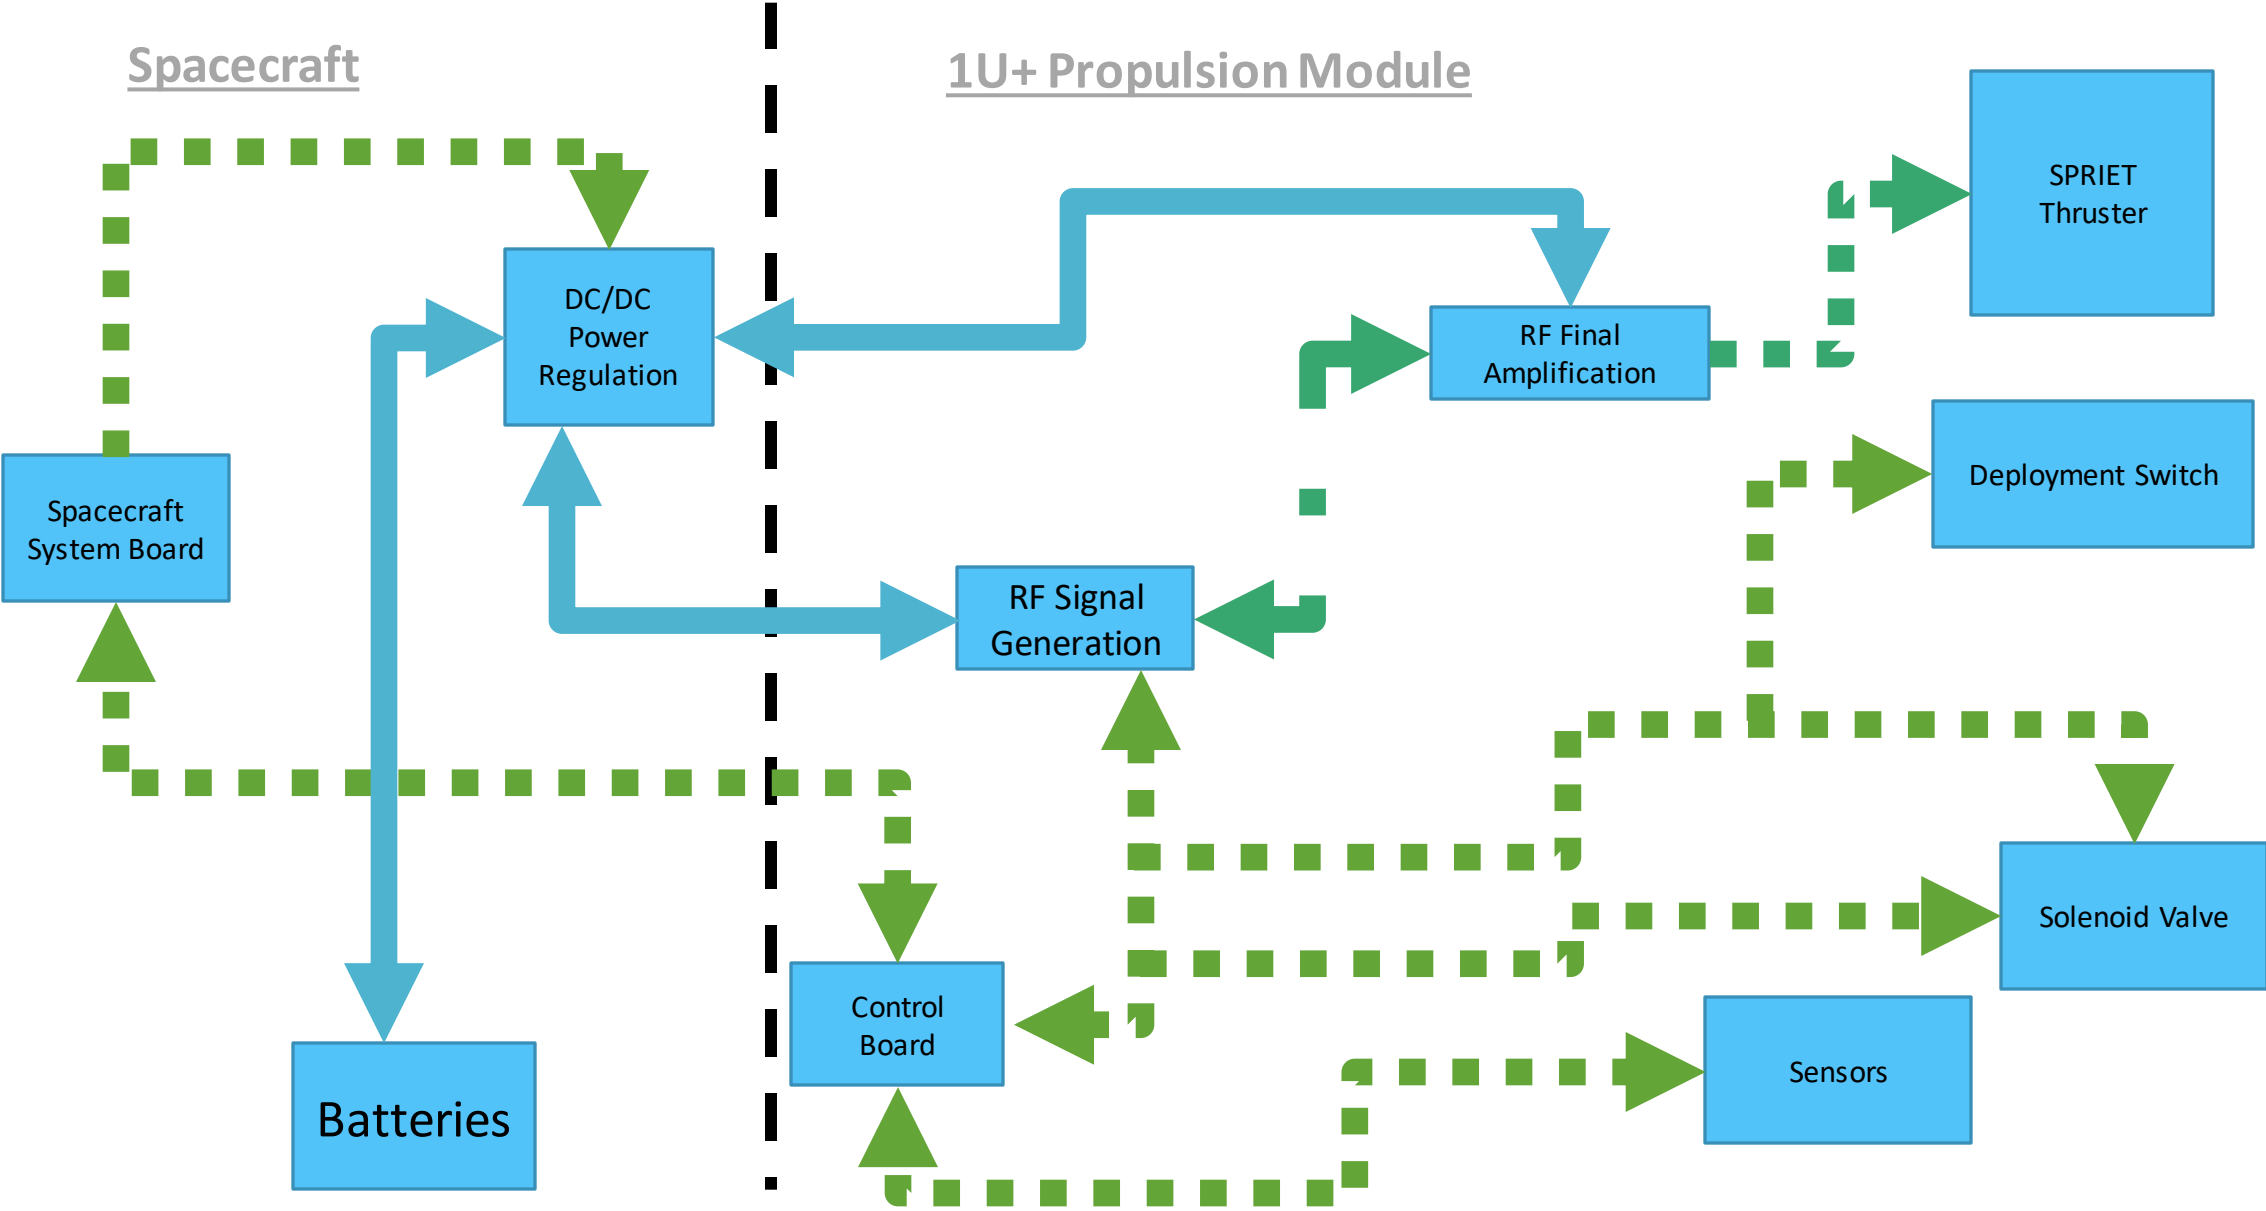 Spacecraft
1U+ Propulsion Module
SPRIET
Thruster
DC/DC
Power
Regulation
RF Final
Amplification
Deployment Switch
Spacecraft
System Board
RF Signal
Generation
Solenoid Valve
Control
Board
Sensors
Batteries